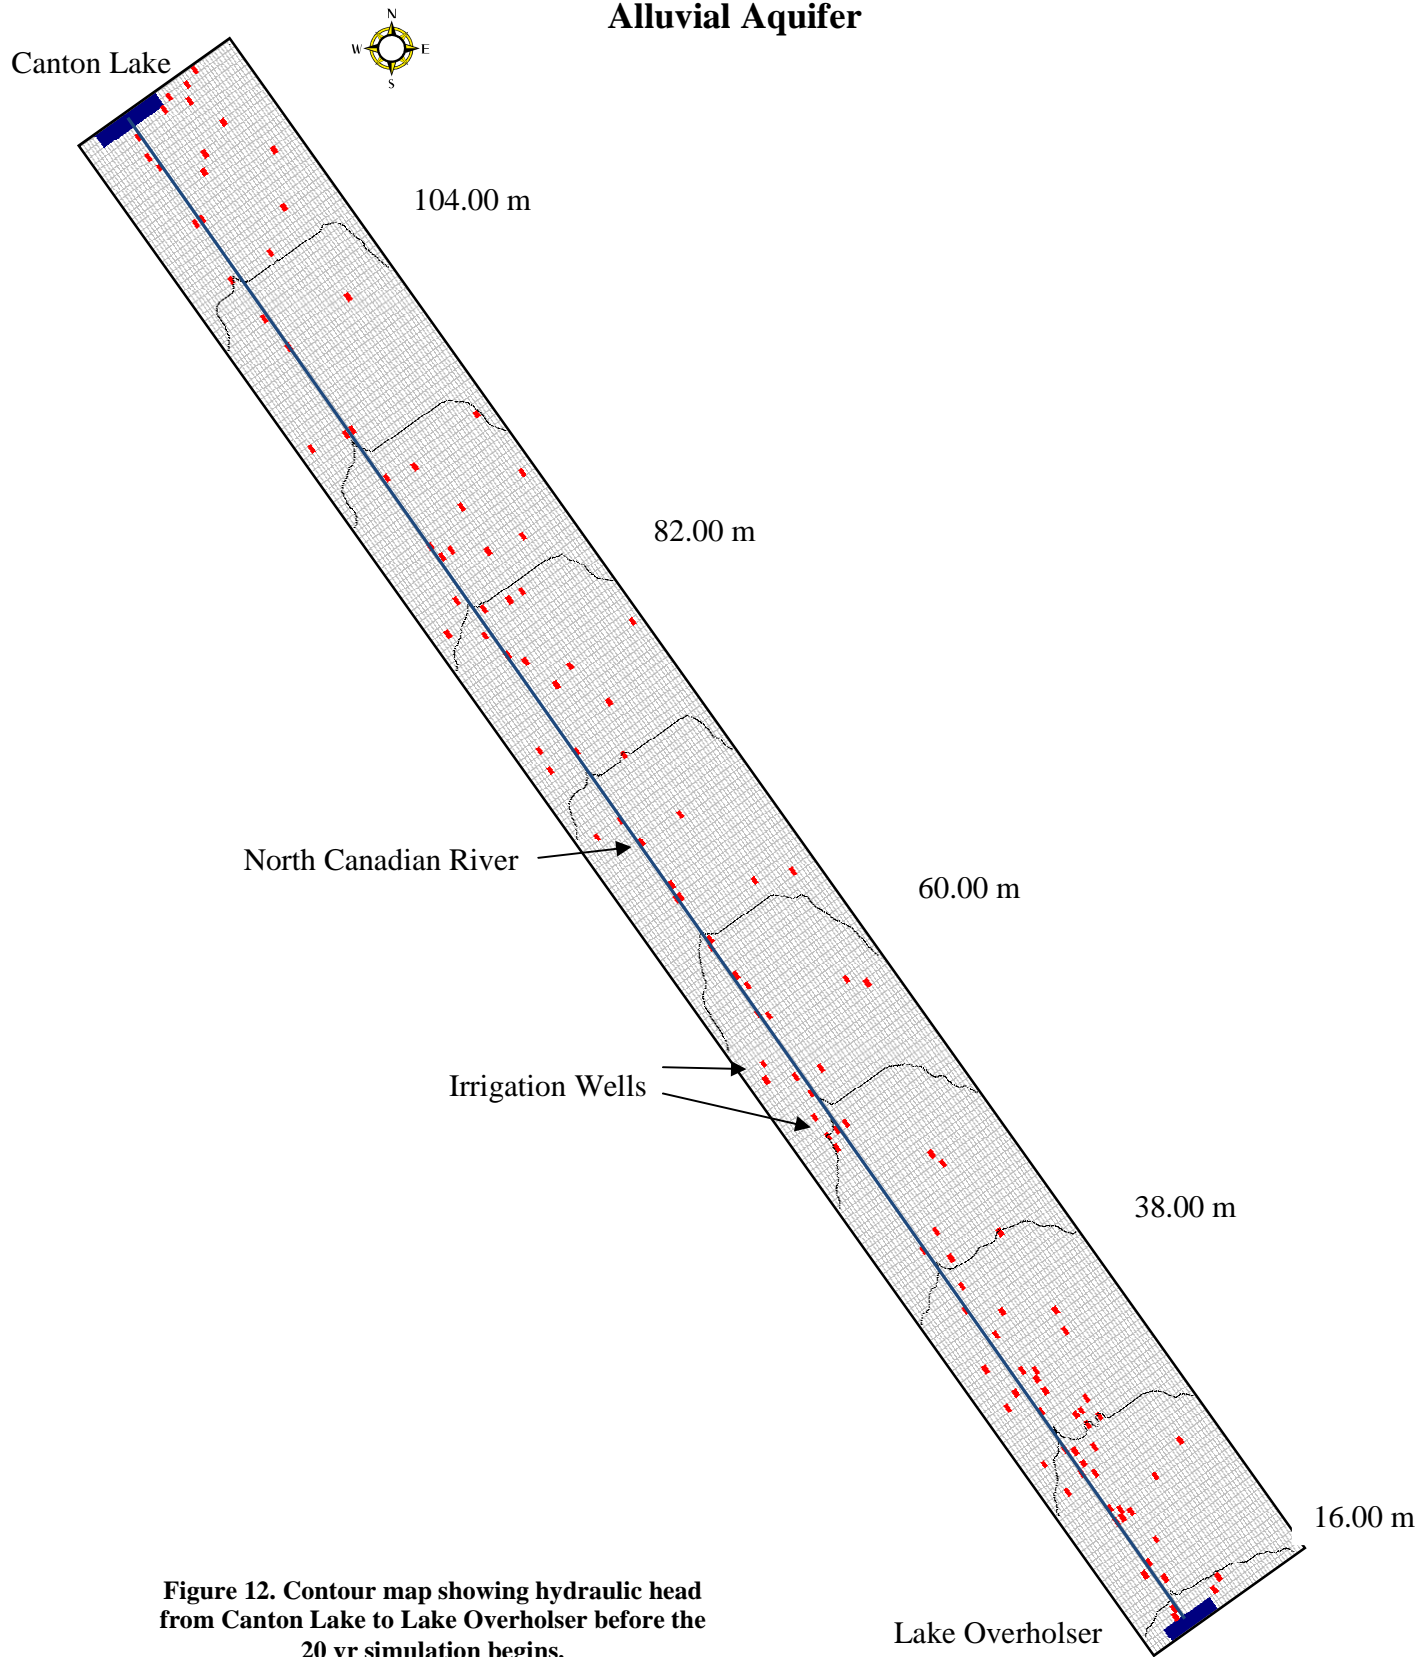 Alluvial Aquifer
N
W E
S
Canton Lake
104.00 m
82.00 m
North Canadian River
60.00 m
Irrigation Wells
38.00 m
16.00 m
Figure 12. Contour map showing hydraulic head
from Canton Lake to Lake Overholser before the
20 yr simulation begins.
Lake Overholser